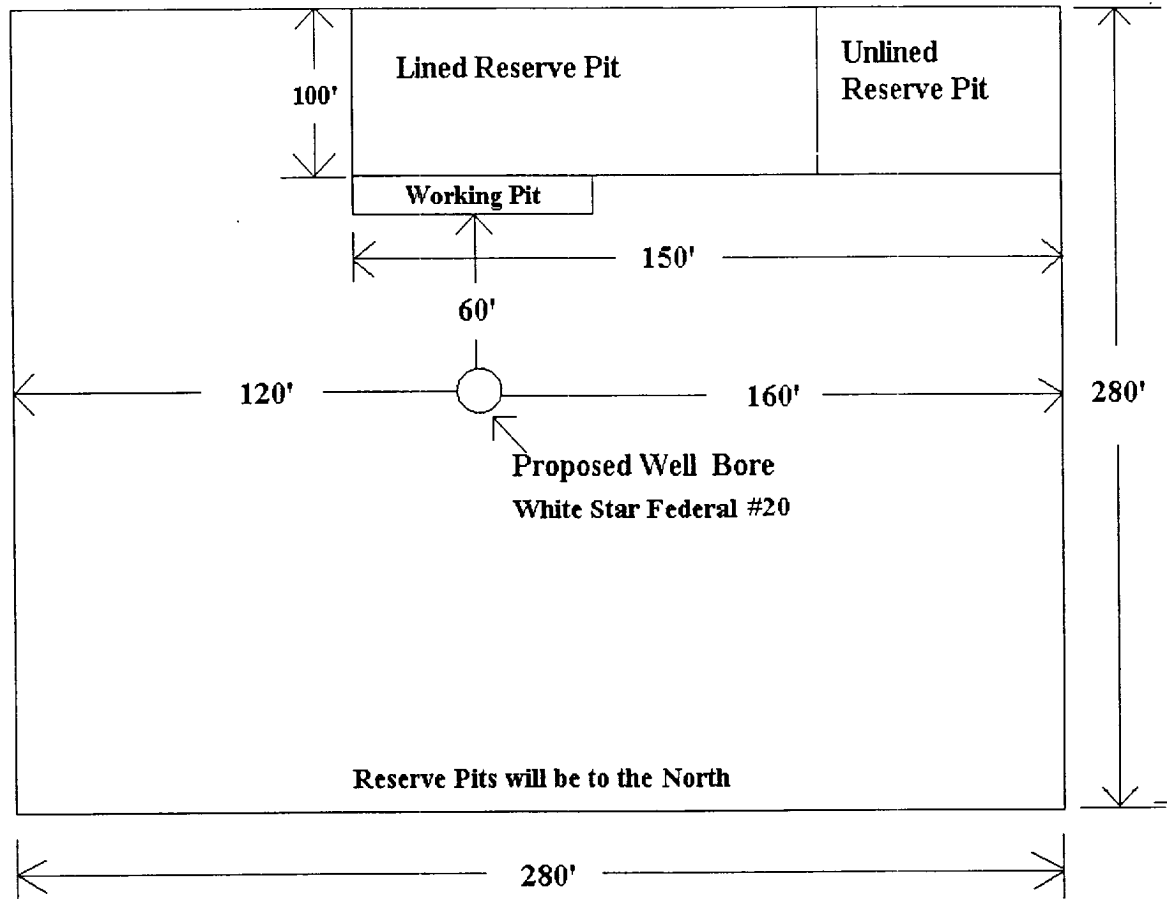 Lined Reserve Pit
Unlined
Reserve Pit
100'
Working Pit
150'
60'
120'
160'
280'
Proposed Well Bore
White Star Federal #20
Reserve Pits will be to the North
280'